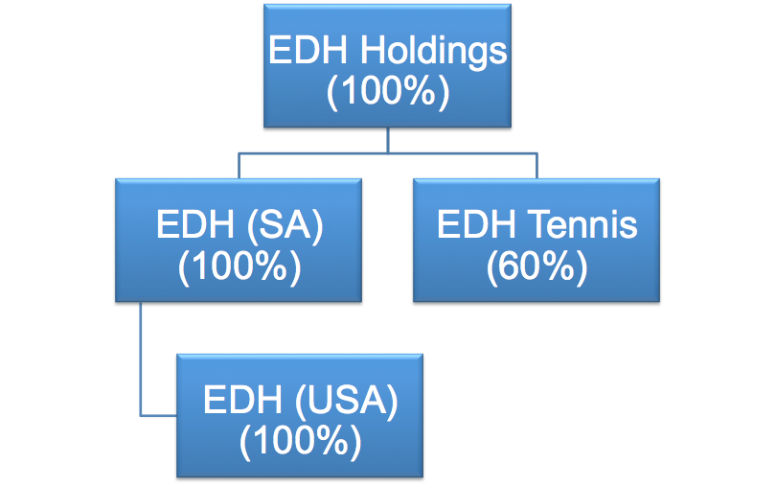 EDH Holdings
(100%)
EDH (SA)
(100%)
EDH Tennis
(60%)
EDH (USA)
(100%)